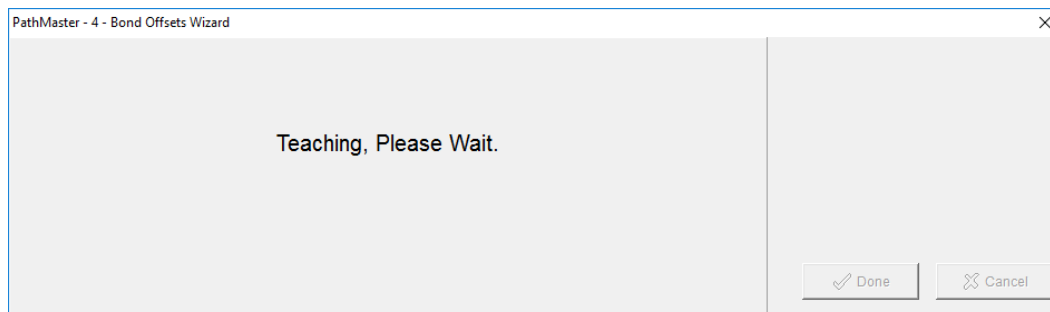 PathMaster - 4 - Bond Offsets Wizard
Teaching, Please Wait.
Done
Cancel